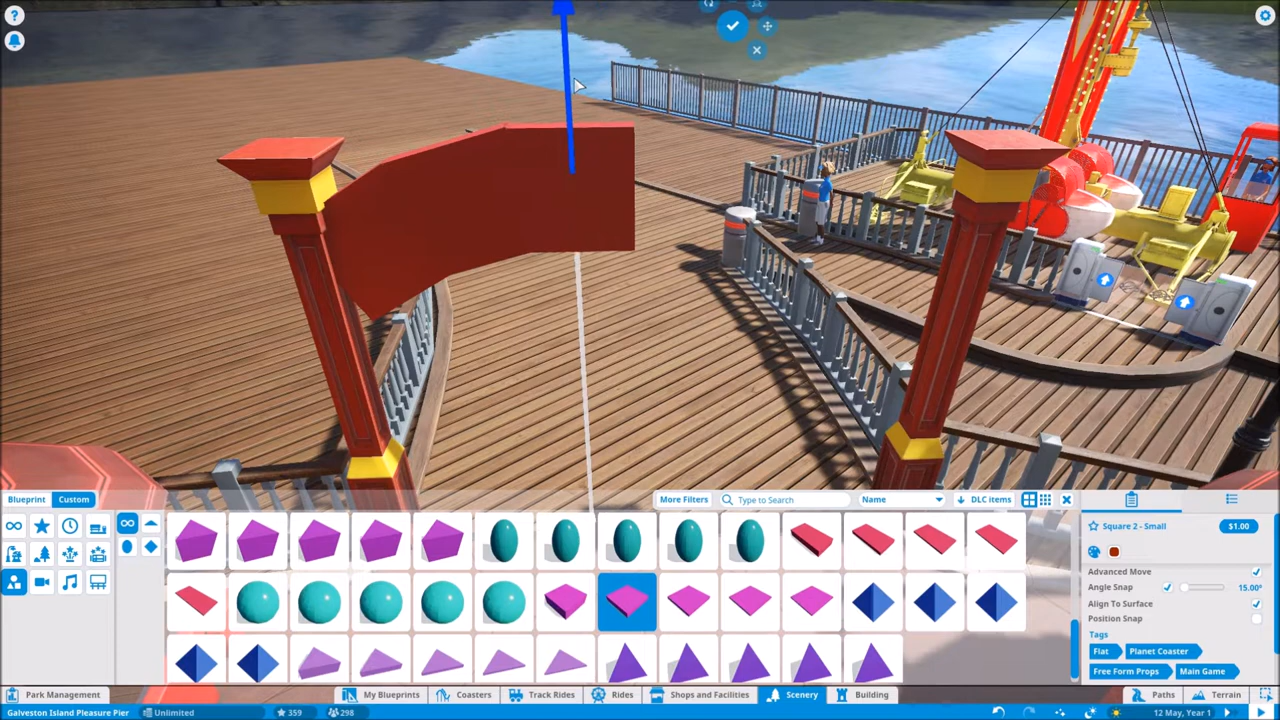 ?
Blueprint Custom
More Filters Type to Search Name DLC items
Square 2 - Small $1.00
Advanced Move
Angle Snap 15.00°
Align To Surface
Position Snap
Tags
Flat Planet Coaster
Free Form Props Main Game
Park Management My Blueprints Coasters Track Rides Rides Shops and Facilities Scenery Building Paths Terrain
Galveston Island Pleasure Pier Unlimited 359 298 12 May, Year 1